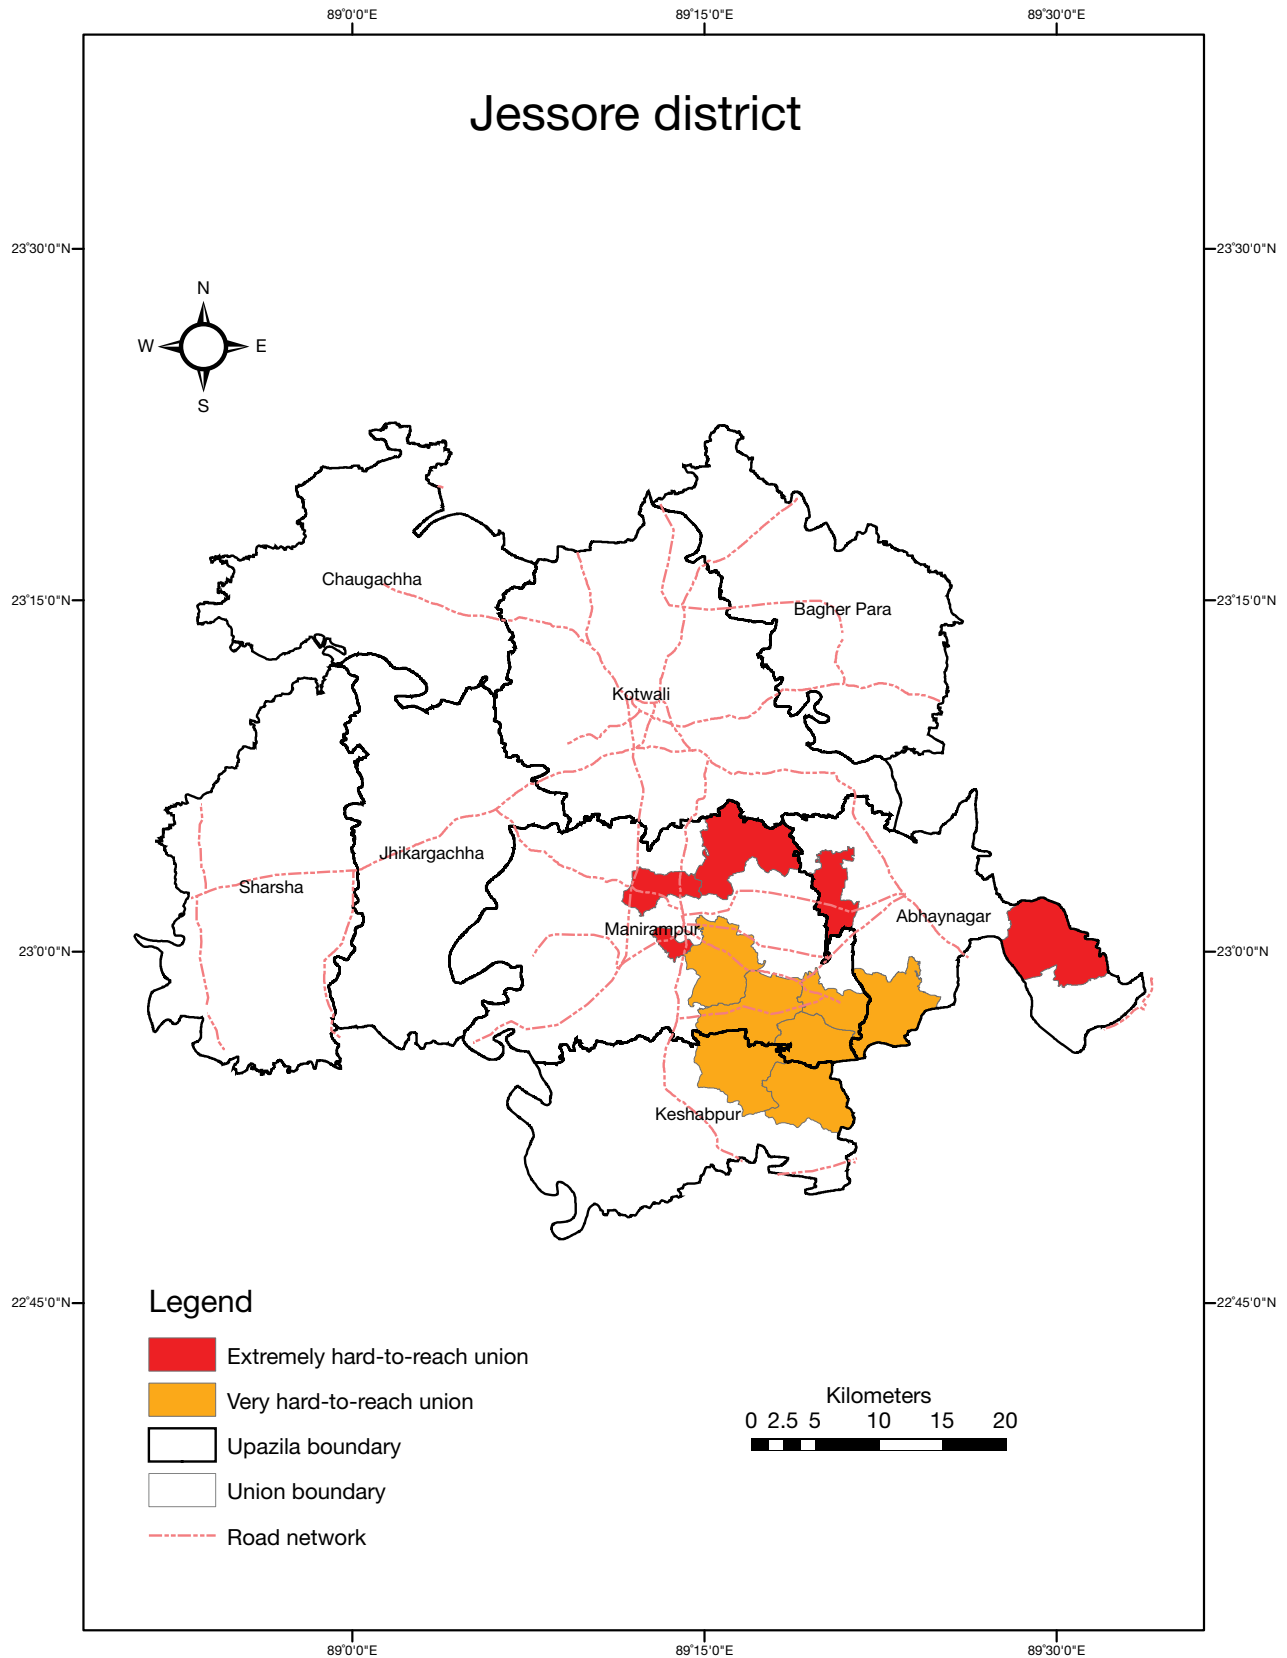 89°0'0"E 89°15'0"E 89°30'0"E
Jessore district
23°30'0"N 23°30'0"N
N
W E
S
Chaugachha
23°15'0"N 23°15'0"N
Bagher Para
Kotwali
Jhikargachha
Sharsha
Abhaynagar
Manirampur
23°0'0"N 23°0'0"N
Keshabpur
22°45'0"N 22°45'0"N
Legend
Extremely hard-to-reach union
Very hard-to-reach union
Upazila boundary
Union boundary
Road network
Kilometers
0 2.5 5 10 15 20
89°0'0"E 89°15'0"E 89°30'0"E